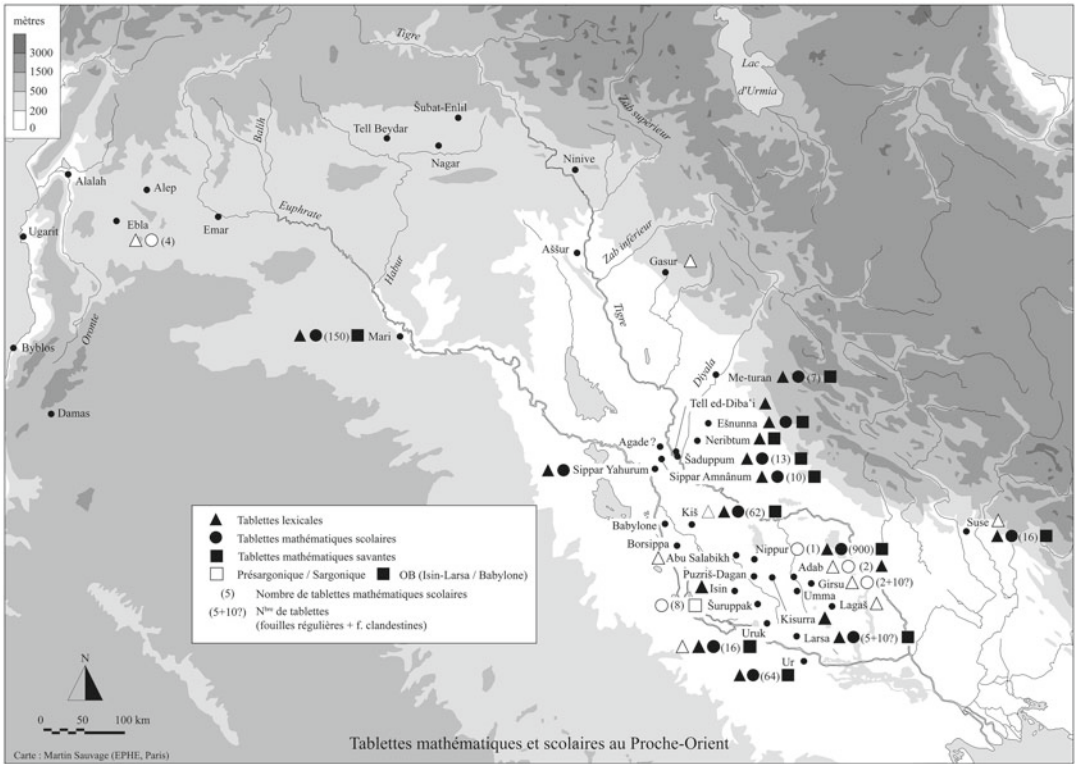 mètres
3000
1500
500
200
0
Tigre
Lac
d'Urmia
Šubat-Enlıl
Tell Beydar
Nagar
Balih
Zab supérieur
Ninive
Alalah
Alep
Euphrate
Ebla
(4)
Emar
Ugarit
Habur
Aššur
Zab inférieur
Gasur
Tigre
Oronte
Byblos
(150) Mari
Diyala
Me-turan (7)
Damas
Tell ed-Diba'i
Ešnunna
Agade ?
Neribtum
Šaduppum (13)
Sippar Yahurum
Sippar Amnânum (10)
Kiš (62)
Suse
(16)
Babylone
Borsippa
Nippur (1) (900)
Abu Salabikh
Adab (2)
Puzriš-Dagan
Girsu (2+10?)
Isin
Umma
Lagaš
(8) Šuruppak
Kisurra
Uruk
Larsa (5+10?)
(16)
Ur
(64)
Tablettes lexicales
Tablettes mathématiques scolaires
Tablettes mathématiques savantes
Présargonique / Sargonique OB (Isin-Larsa / Babylone)
(5) Nombre de tablettes mathématiques scolaires
(5+10?) Nbre de tablettes
(fouilles régulières + f. clandestines)
N
0 50 100 km
Tablettes mathématiques et scolaires au Proche-Orient
Carte : Martin Sauvage (EPHE, Paris)